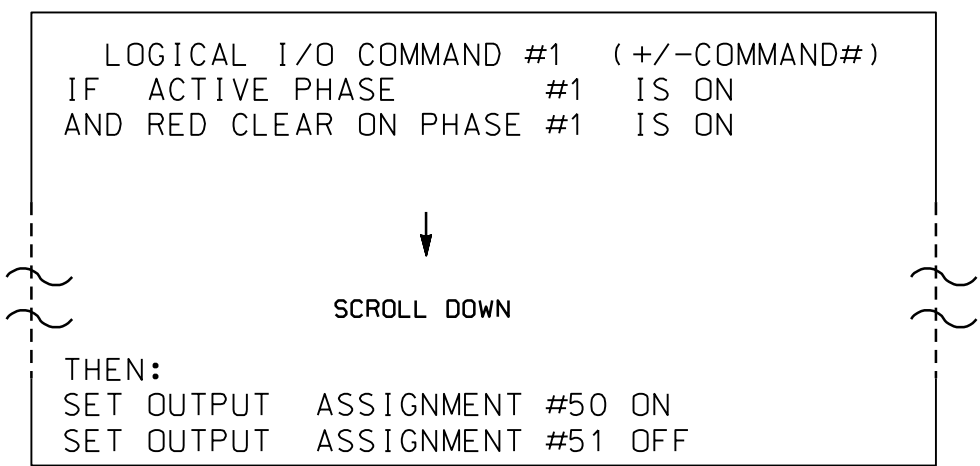 LOGICAL I/O COMMAND #1 (+/-COMMAND#)
IF ACTIVE PHASE #1 IS ON
AND RED CLEAR ON PHASE #1 IS ON
SCROLL DOWN
THEN:
SET OUTPUT ASSIGNMENT #50 ON
SET OUTPUT ASSIGNMENT #51 OFF